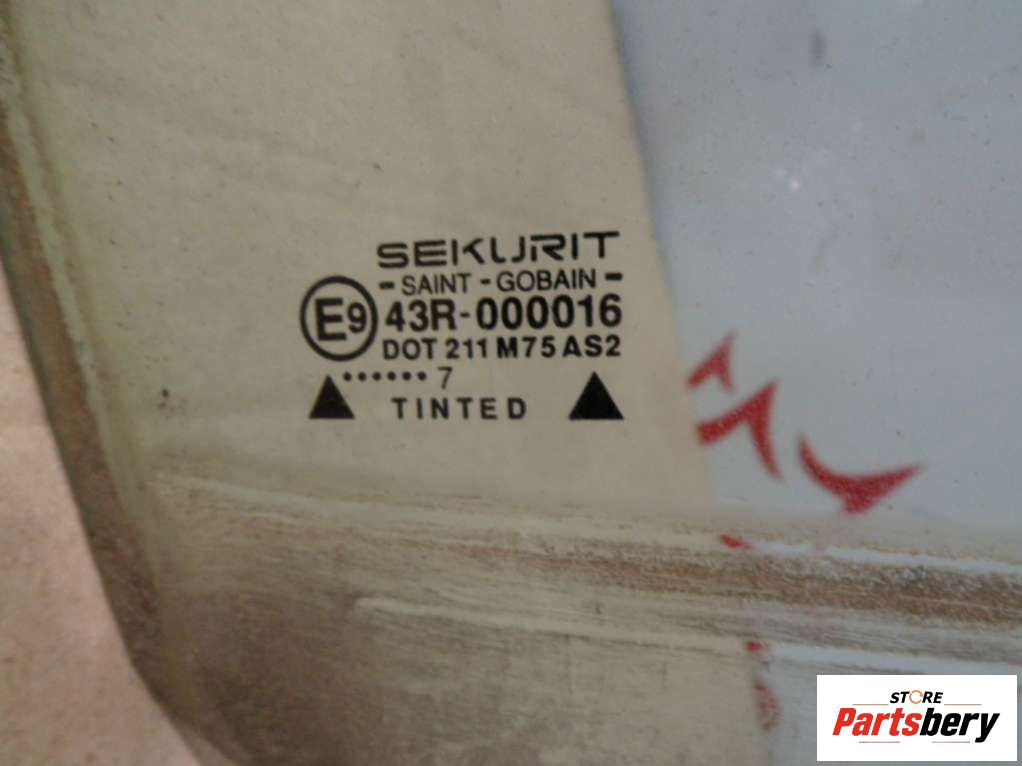 SEKURIT
- SAINT - GOBAIN -
E9 43R-000016
DOT 211 M75 AS2
▲ ...... 7
TINTED ▲
STORE
Partsbery